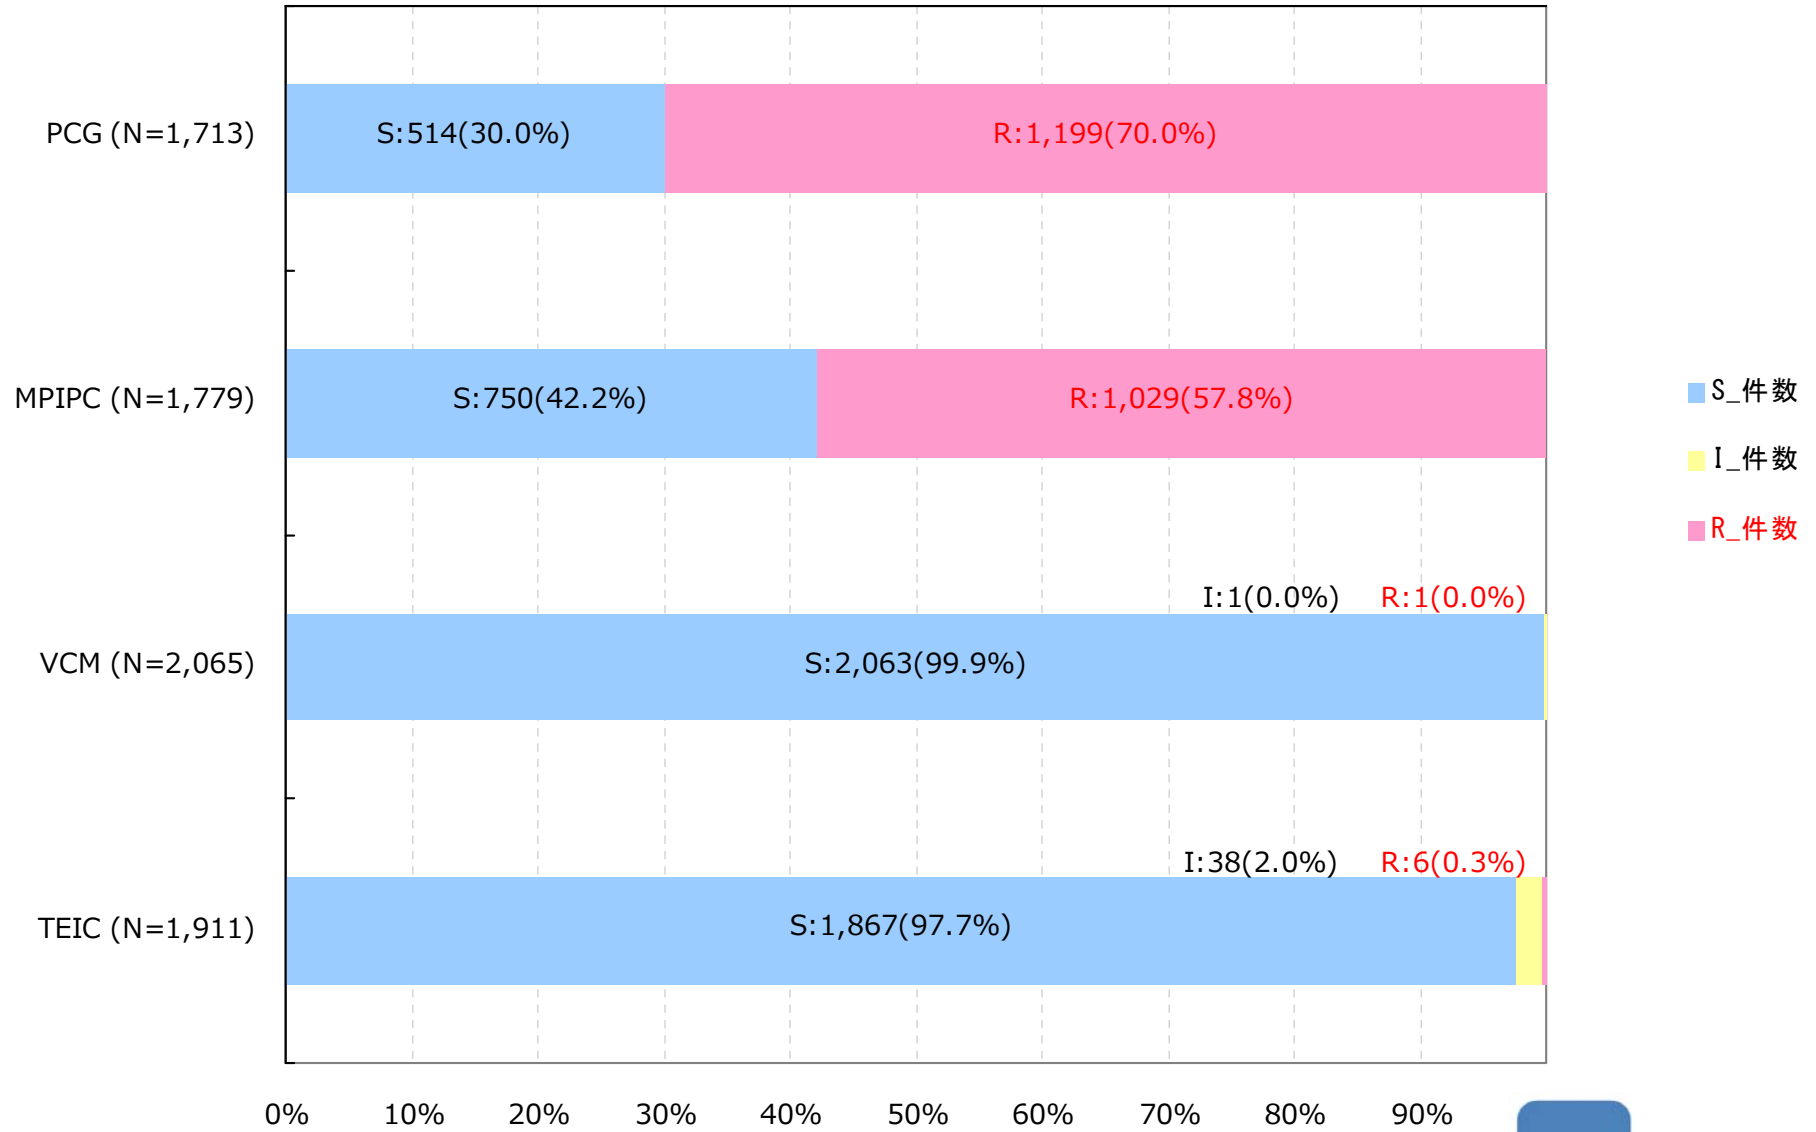 PCG (N=1,713)
S:514(30.0%)
R:1,199(70.0%)
MPIPC (N=1,779)
S:750(42.2%)
R:1,029(57.8%)
S_件数
I_件数
R_件数
I:1(0.0%)
R:1(0.0%)
VCM (N=2,065)
S:2,063(99.9%)
I:38(2.0%)
R:6(0.3%)
TEIC (N=1,911)
S:1,867(97.7%)
0% 10% 20% 30% 40% 50% 60% 70% 80% 90%